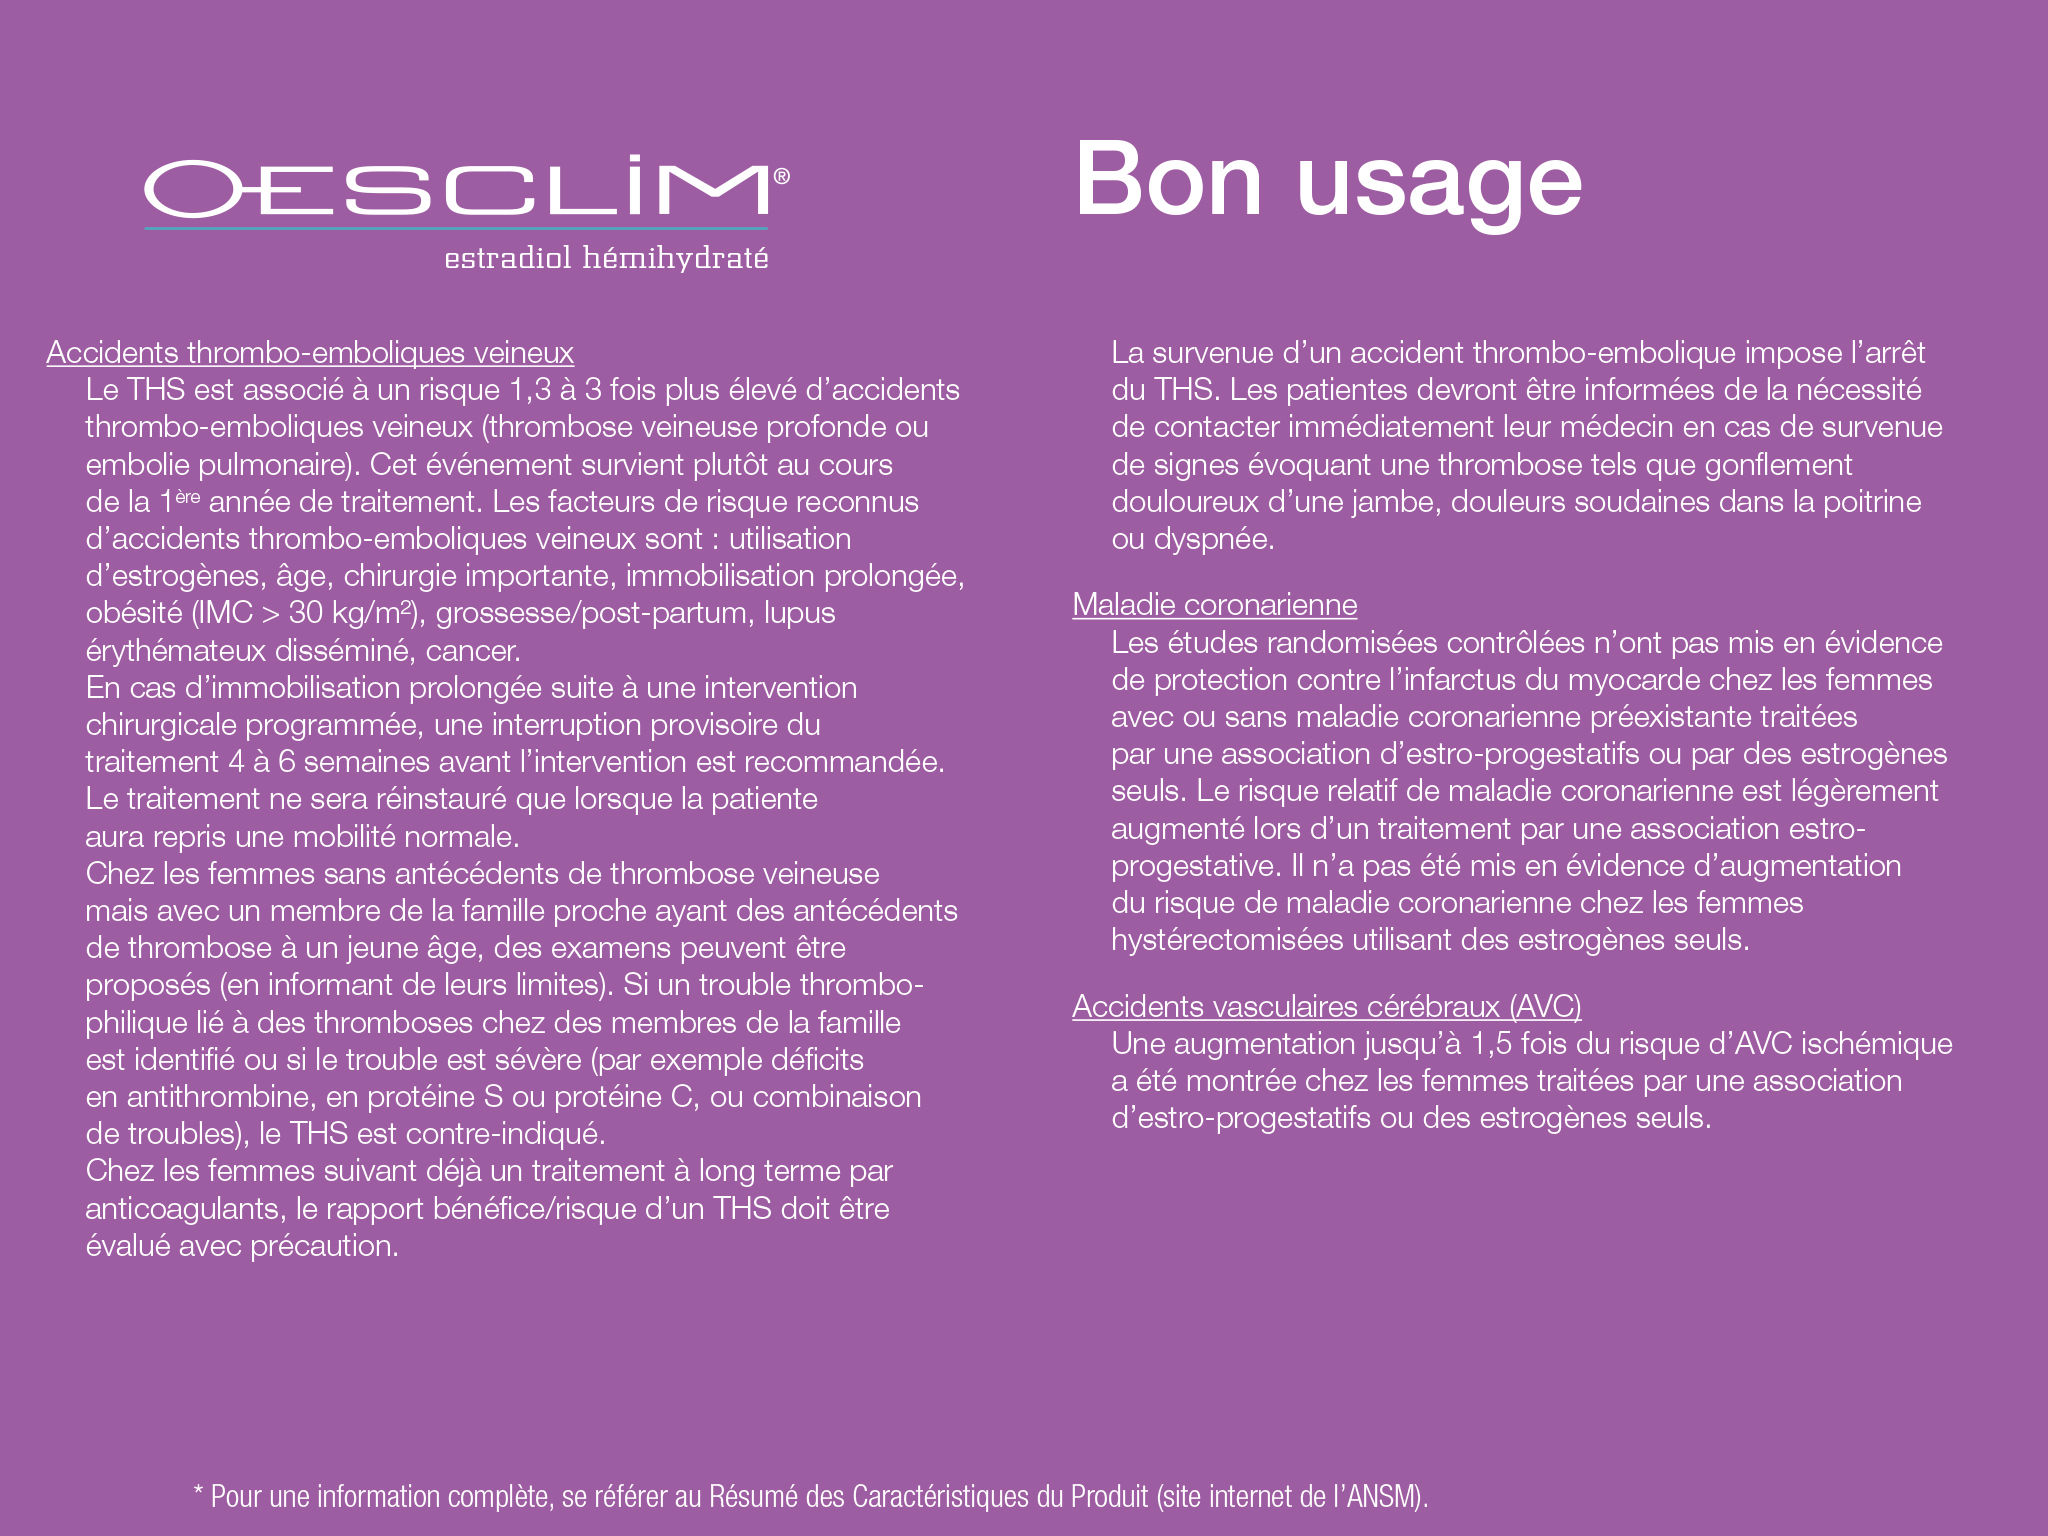 OESCLIM®
estradiol hémihydraté
Bon usage
Accidents thrombo-emboliques veineux
Le THS est associé à un risque 1,3 à 3 fois plus élevé d’accidents
thrombo-emboliques veineux (thrombose veineuse profonde ou
embolie pulmonaire). Cet événement survient plutôt au cours
de la 1ère année de traitement. Les facteurs de risque reconnus
d’accidents thrombo-emboliques veineux sont : utilisation
d’estrogènes, âge, chirurgie importante, immobilisation prolongée,
obésité (IMC > 30 kg/m²), grossesse/post-partum, lupus
érythémateux disséminé, cancer.
En cas d’immobilisation prolongée suite à une intervention
chirurgicale programmée, une interruption provisoire du
traitement 4 à 6 semaines avant l’intervention est recommandée.
Le traitement ne sera réinstauré que lorsque la patiente
aura repris une mobilité normale.
Chez les femmes sans antécédents de thrombose veineuse
mais avec un membre de la famille proche ayant des antécédents
de thrombose à un jeune âge, des examens peuvent être
proposés (en informant de leurs limites). Si un trouble thrombo-
philique lié à des thromboses chez des membres de la famille
est identifié ou si le trouble est sévère (par exemple déficits
en antithrombine, en protéine S ou protéine C, ou combinaison
de troubles), le THS est contre-indiqué.
Chez les femmes suivant déjà un traitement à long terme par
anticoagulants, le rapport bénéfice/risque d’un THS doit être
évalué avec précaution.
La survenue d’un accident thrombo-embolique impose l’arrêt
du THS. Les patientes devront être informées de la nécessité
de contacter immédiatement leur médecin en cas de survenue
de signes évoquant une thrombose tels que gonflement
douloureux d’une jambe, douleurs soudaines dans la poitrine
ou dyspnée.
Maladie coronarienne
Les études randomisées contrôlées n’ont pas mis en évidence
de protection contre l’infarctus du myocarde chez les femmes
avec ou sans maladie coronarienne préexistante traitées
par une association d’estro-progestatifs ou par des estrogènes
seuls. Le risque relatif de maladie coronarienne est légèrement
augmenté lors d’un traitement par une association estro-
progestative. Il n’a pas été mis en évidence d’augmentation
du risque de maladie coronarienne chez les femmes
hystérectomisées utilisant des estrogènes seuls.
Accidents vasculaires cérébraux (AVC)
Une augmentation jusqu’à 1,5 fois du risque d’AVC ischémique
a été montrée chez les femmes traitées par une association
d’estro-progestatifs ou des estrogènes seuls.
* Pour une information complète, se référer au Résumé des Caractéristiques du Produit (site internet de l’ANSM).